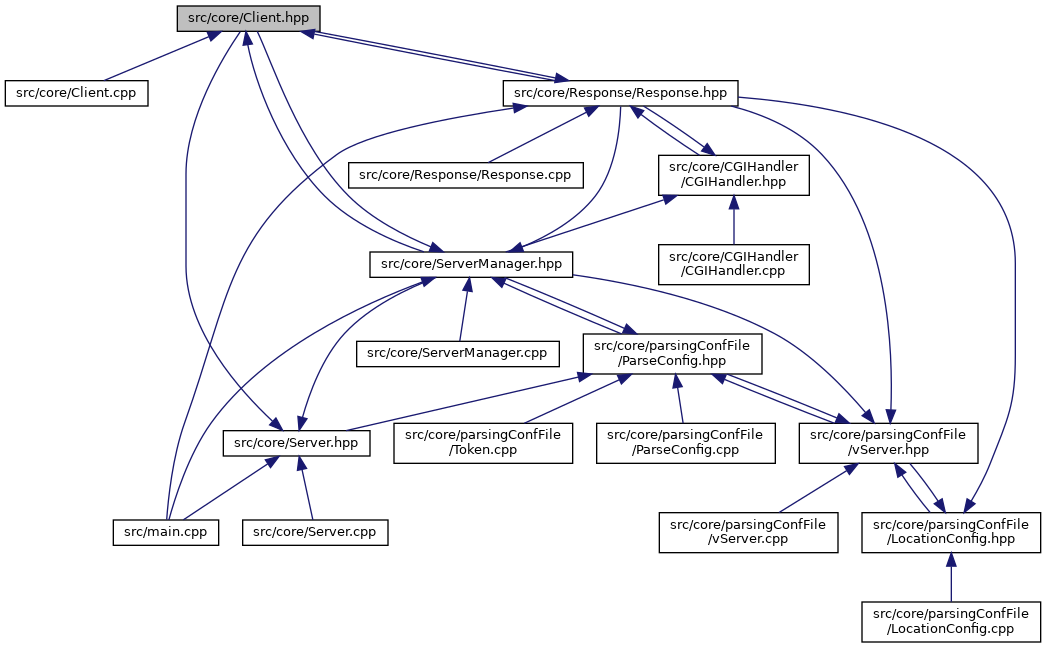 src/core/Client.hpp
src/core/Client.cpp
src/core/Response/Response.hpp
src/core/Response/Response.cpp
src/core/CGIHandler
/CGIHandler.hpp
src/core/ServerManager.hpp
src/core/CGIHandler
/CGIHandler.cpp
src/core/ServerManager.cpp
src/core/parsingConfFile
/ParseConfig.hpp
src/core/Server.hpp
src/core/parsingConfFile
/Token.cpp
src/core/parsingConfFile
/ParseConfig.cpp
src/core/parsingConfFile
/vServer.hpp
src/main.cpp
src/core/Server.cpp
src/core/parsingConfFile
/vServer.cpp
src/core/parsingConfFile
/LocationConfig.hpp
src/core/parsingConfFile
/LocationConfig.cpp